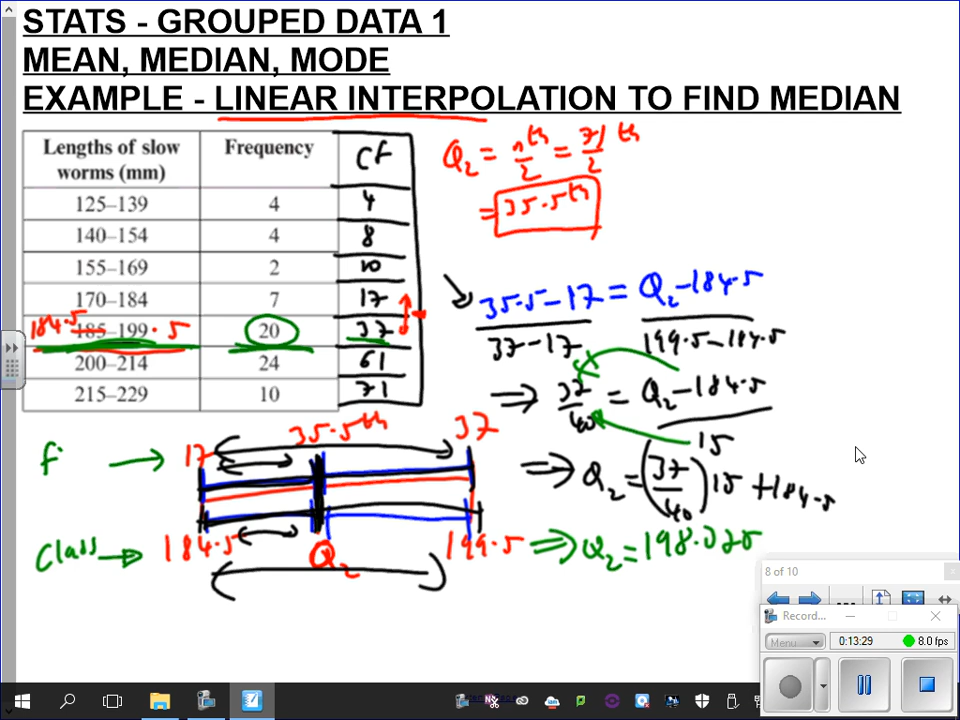 STATS - GROUPED DATA 1
MEAN, MEDIAN, MODE
EXAMPLE - LINEAR INTERPOLATION TO FIND MEDIAN
Lengths of slow worms (mm) Frequency CF
125–139 4 4
140–154 4 8
155–169 2 10
170–184 7 17
184.5 185–199.5 20 37
200–214 24 61
215–229 10 71
Q2 = nth/2 = 71/2 th
= 35.5th
35.5-17/37-17 = Q2-184.5/199.5-184.5
⇒ 37/40 = Q2-184.5/15
⇒ Q2 = (37/40)15 + 184.5
⇒ Q2 = 198.
f → 17 35.5th 37
Class → 184.5 Q2 199.5
8 of 10
Record...
Menu 0:13:29 8.0 fps